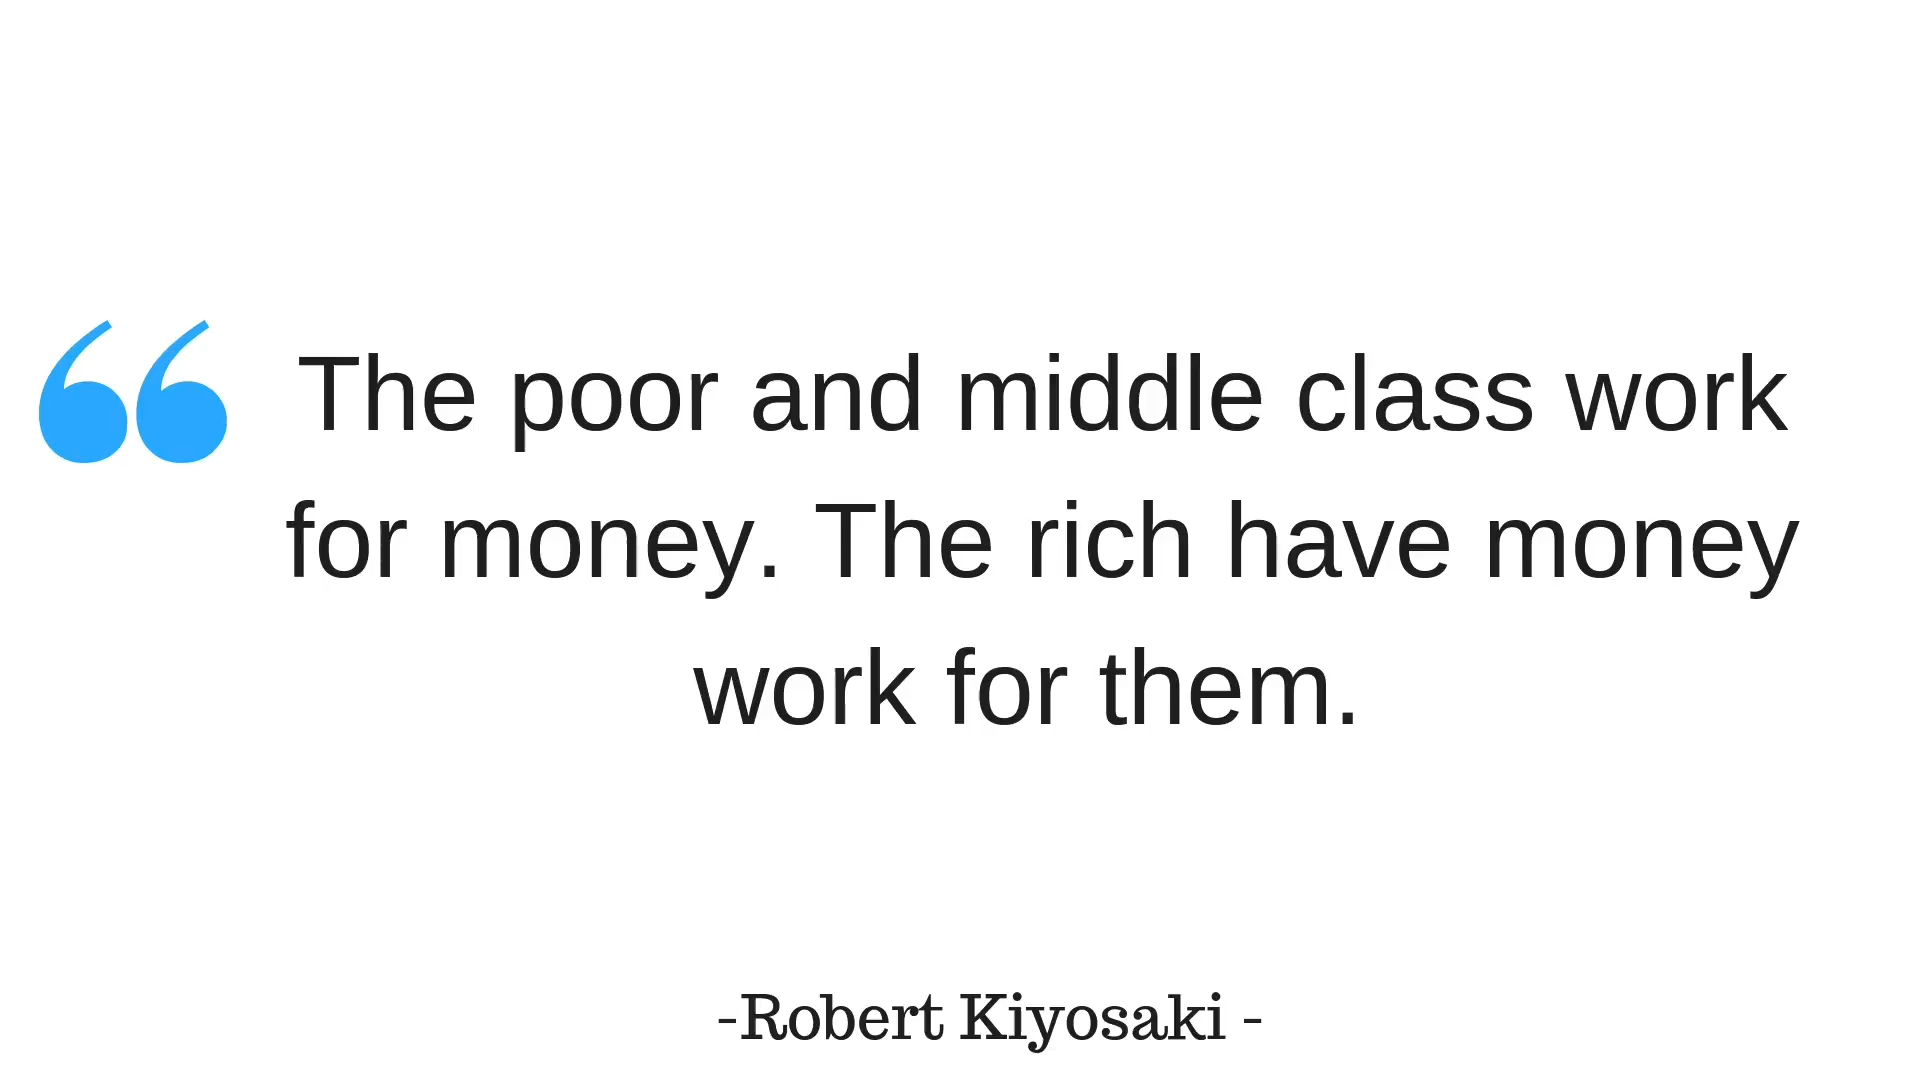 “ The poor and middle class work
for money. The rich have money
work for them.
-Robert Kiyosaki -